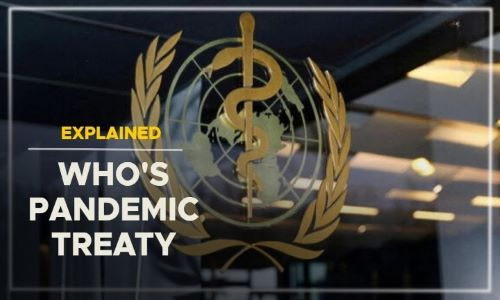 EXPLAINED
WHO'S
PANDEMIC
TREATY